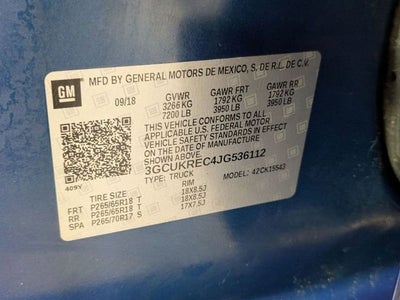 GM
MFD BY GENERAL MOTORS DE MEXICO, S. DE R.L. DE C.V.
09/18 GVWR GAWR FRT GAWR RR
3266 KG 1792 KG 1792 KG
7200 LB 3950 LB 3950 LB
THIS VEHICLE CONFORMS TO ALL
APPLICABLE U.S. FEDERAL MOTOR
VEHICLE SAFETY STANDARDS IN EFFECT
ON THE DATE OF MANUFACTURE SHOWN ABOVE.
3GCUKREC4JG536112
409Y TYPE: TRUCK 42CK15543
TIRE SIZE RIM
FRT P265/65R18 T 18X8.5J
RR P265/65R18 T 18X8.5J
SPA P265/70R17 S 17X7.5J